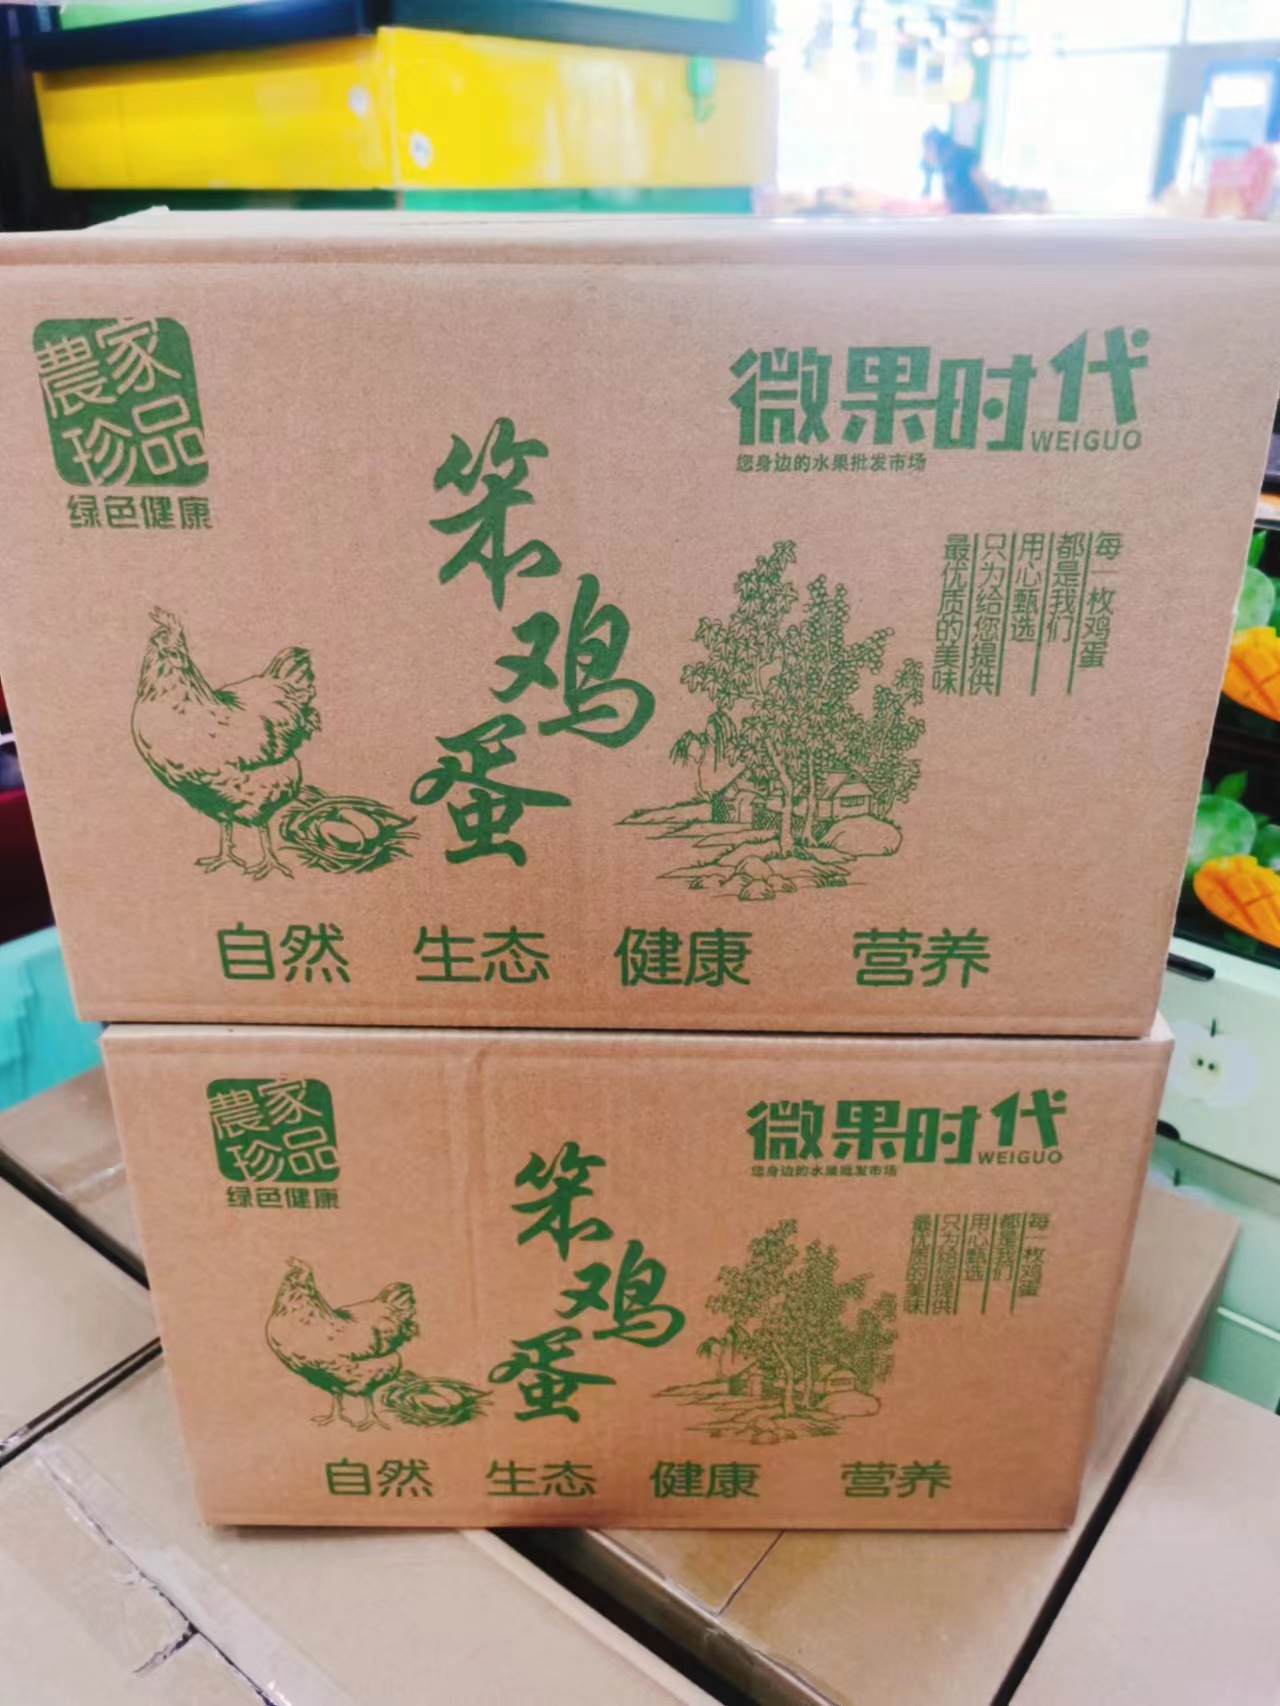 農家
珍品
绿色健康
微果时代
WEIGUO
您身边的水果批发市场
笨鸡蛋
每一枚鸡蛋
都是我们
用心甄选
只为给您提供
最优质的美味
自然 生态 健康 营养
農家
珍品
绿色健康
微果时代
WEIGUO
您身边的水果批发市场
笨鸡蛋
每一枚鸡蛋
都是我们
用心甄选
只为给您提供
最优质的美味
自然 生态 健康 营养